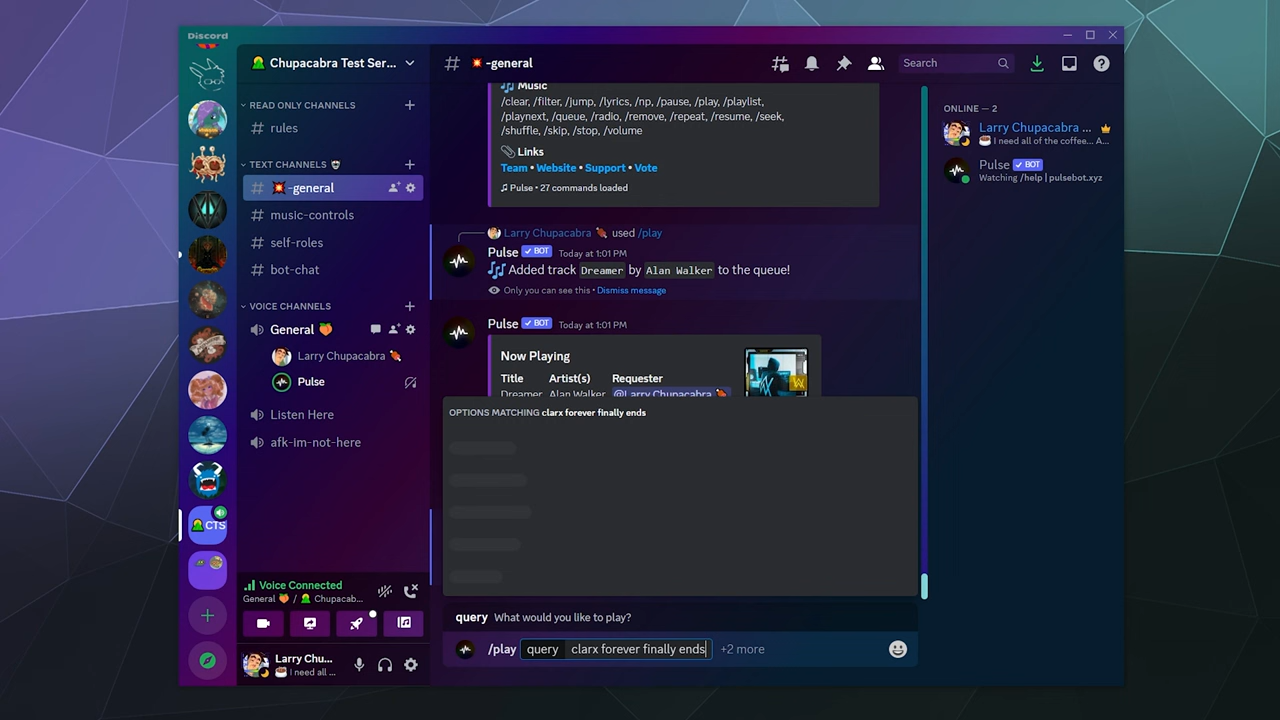 Discord
Chupacabra Test Ser...
READ ONLY CHANNELS
rules
TEXT CHANNELS
-general
music-controls
self-roles
bot-chat
VOICE CHANNELS
General
Larry Chupacabra
Pulse
Listen Here
afk-im-not-here
CTS
Voice Connected
General / Chupacab...
Larry Chu...
I need all ...
-general
Search
Music
/clear, /filter, /jump, /lyrics, /np, /pause, /play, /playlist,
/playnext, /queue, /radio, /remove, /repeat, /resume, /seek,
/shuffle, /skip, /stop, /volume
Links
Team • Website • Support • Vote
Pulse • 27 commands loaded
Larry Chupacabra used /play
Pulse BOT Today at 1:01 PM
Added track Dreamer by Alan Walker to the queue!
Only you can see this • Dismiss message
Pulse BOT Today at 1:01 PM
Now Playing
Title Artist(s) Requester
Dreamer Alan Walker @Larry Chupacabra
OPTIONS MATCHING clarx forever finally ends
query What would you like to play?
/play query clarx forever finally ends +2 more
ONLINE — 2
Larry Chupacabra ...
I need all of the coffee... A...
Pulse BOT
Watching /help | pulsebot.xyz